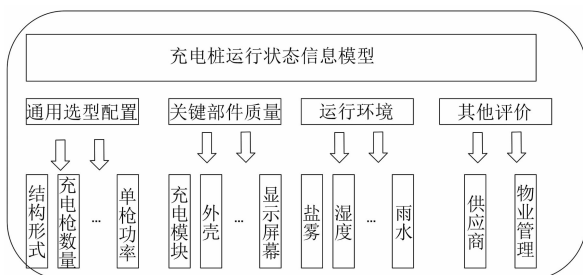 充电桩运行状态信息模型
通用选型配置
关键部件质量
运行环境
其他评价
结构形式
充电枪数量
...
单枪功率
充电模块
外壳
...
显示屏幕
盐雾
湿度
...
雨水
供应商
物业管理